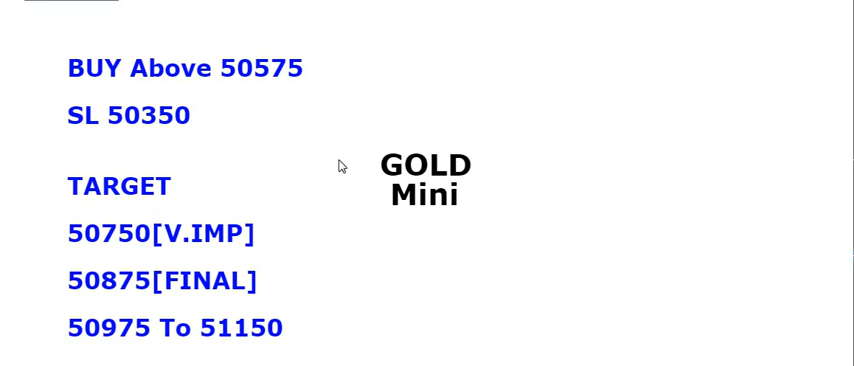 BUY Above 50575
SL 50350
TARGET
50750[V.IMP]
50875[FINAL]
50975 To 51150
GOLD
Mini